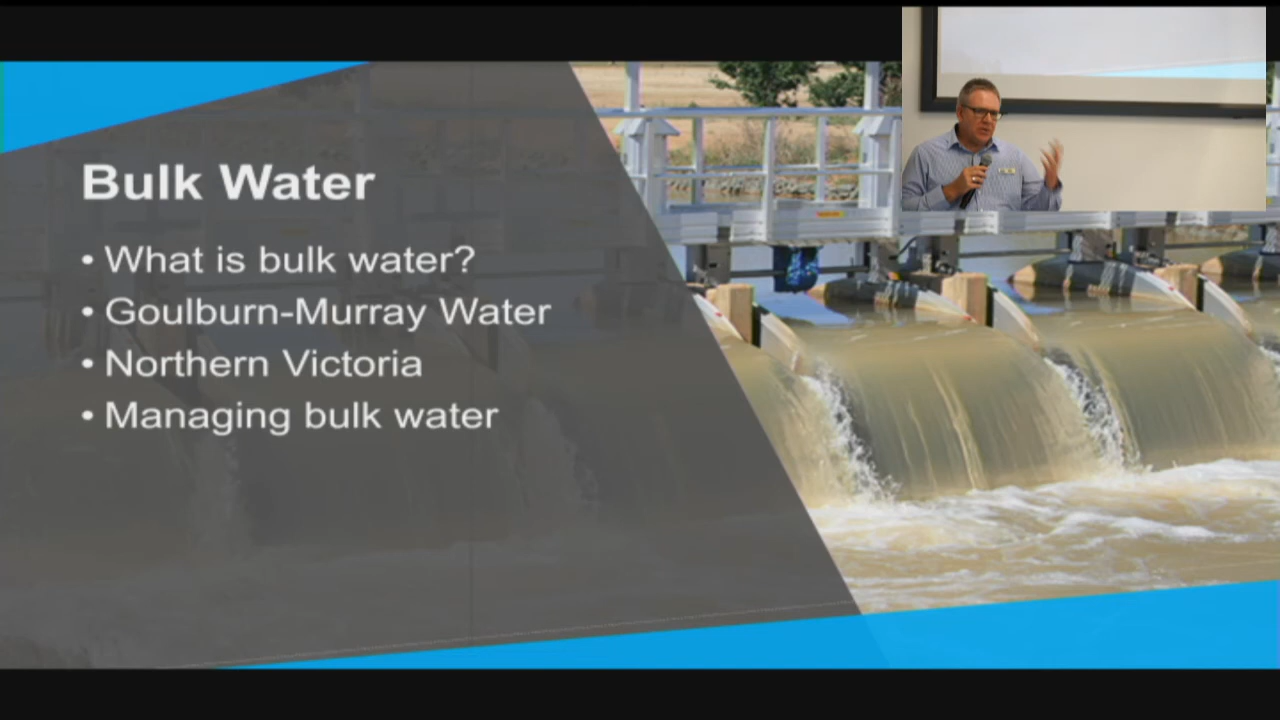 Bulk Water
• What is bulk water?
• Goulburn-Murray Water
• Northern Victoria
• Managing bulk water